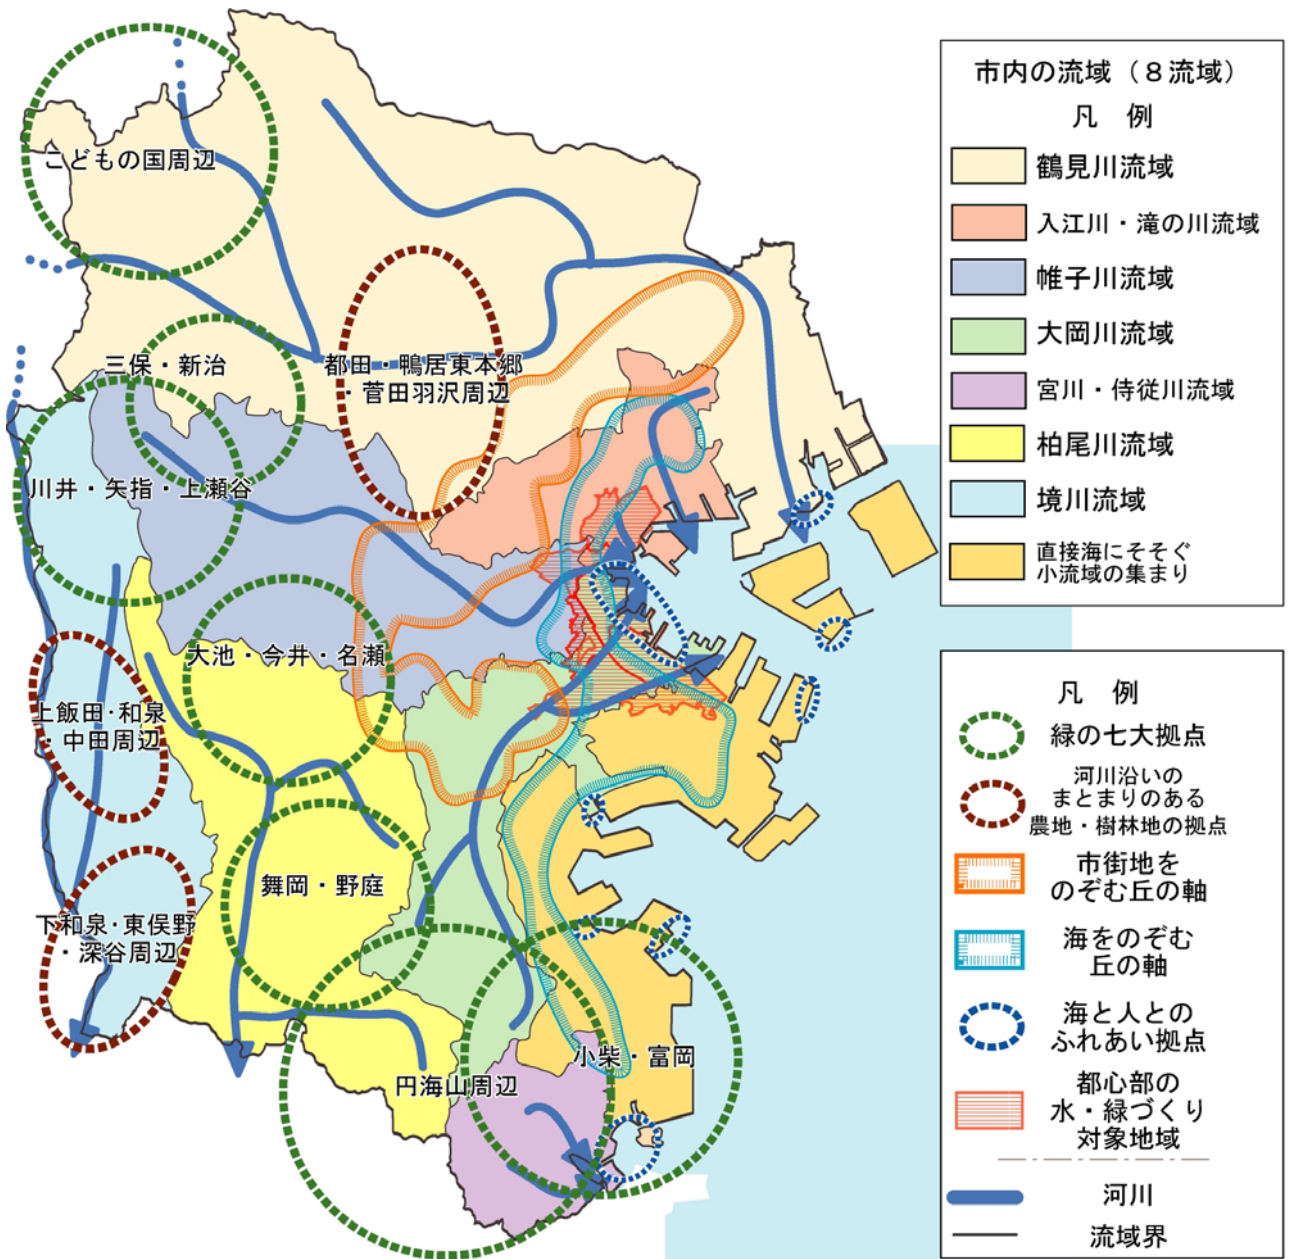 こどもの国周辺
三保・新治
都田・鴨居東本郷
・菅田羽沢周辺
川井・矢指・上瀬谷
大池・今井・名瀬
上飯田・和泉
・中田周辺
舞岡・野庭
下和泉・東俣野
・深谷周辺
小柴・富岡
円海山周辺
市内の流域（８流域）
凡　例
鶴見川流域
入江川・滝の川流域
帷子川流域
大岡川流域
宮川・侍従川流域
柏尾川流域
境川流域
直接海にそそぐ
小流域の集まり
凡　例
緑の七大拠点
河川沿いの
まとまりのある
農地・樹林地の拠点
市街地を
のぞむ丘の軸
海をのぞむ
丘の軸
海と人との
ふれあい拠点
都心部の
水・緑づくり
対象地域
河川
流域界